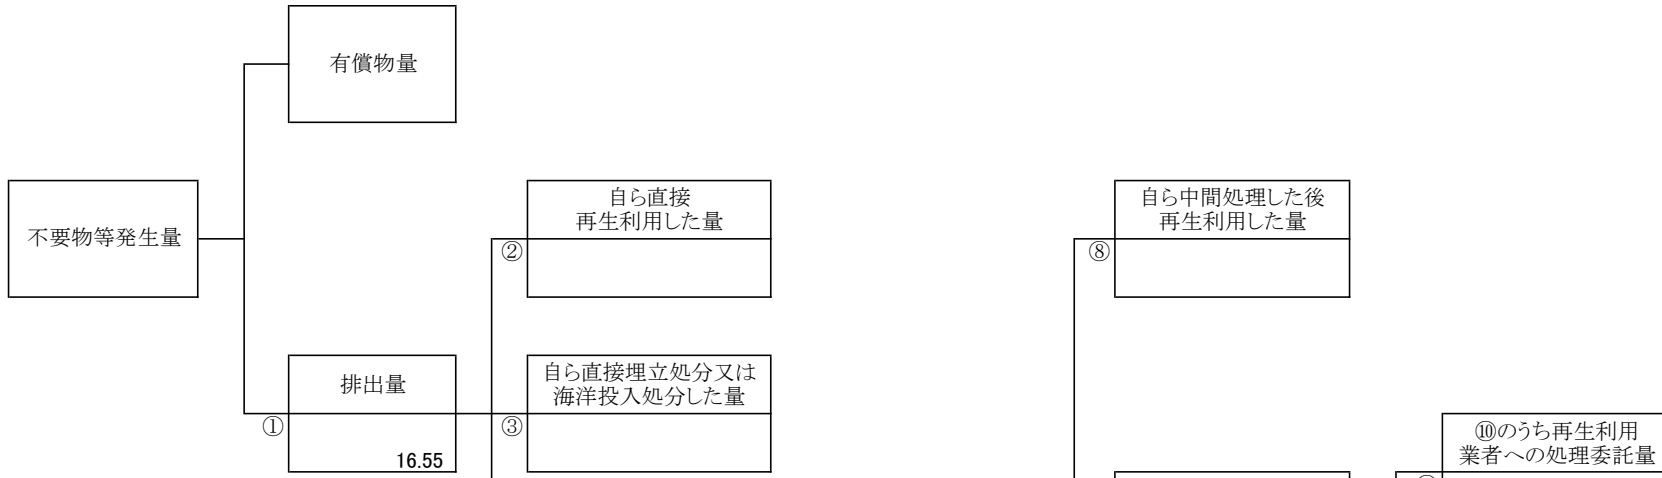 有償物量
不要物等発生量
自ら直接
再生利用した量
②
自ら中間処理した後
再生利用した量
⑧
排出量
①
16.55
自ら直接埋立処分又は
海洋投入処分した量
③
⑩のうち再生利用
業者への処理委託量